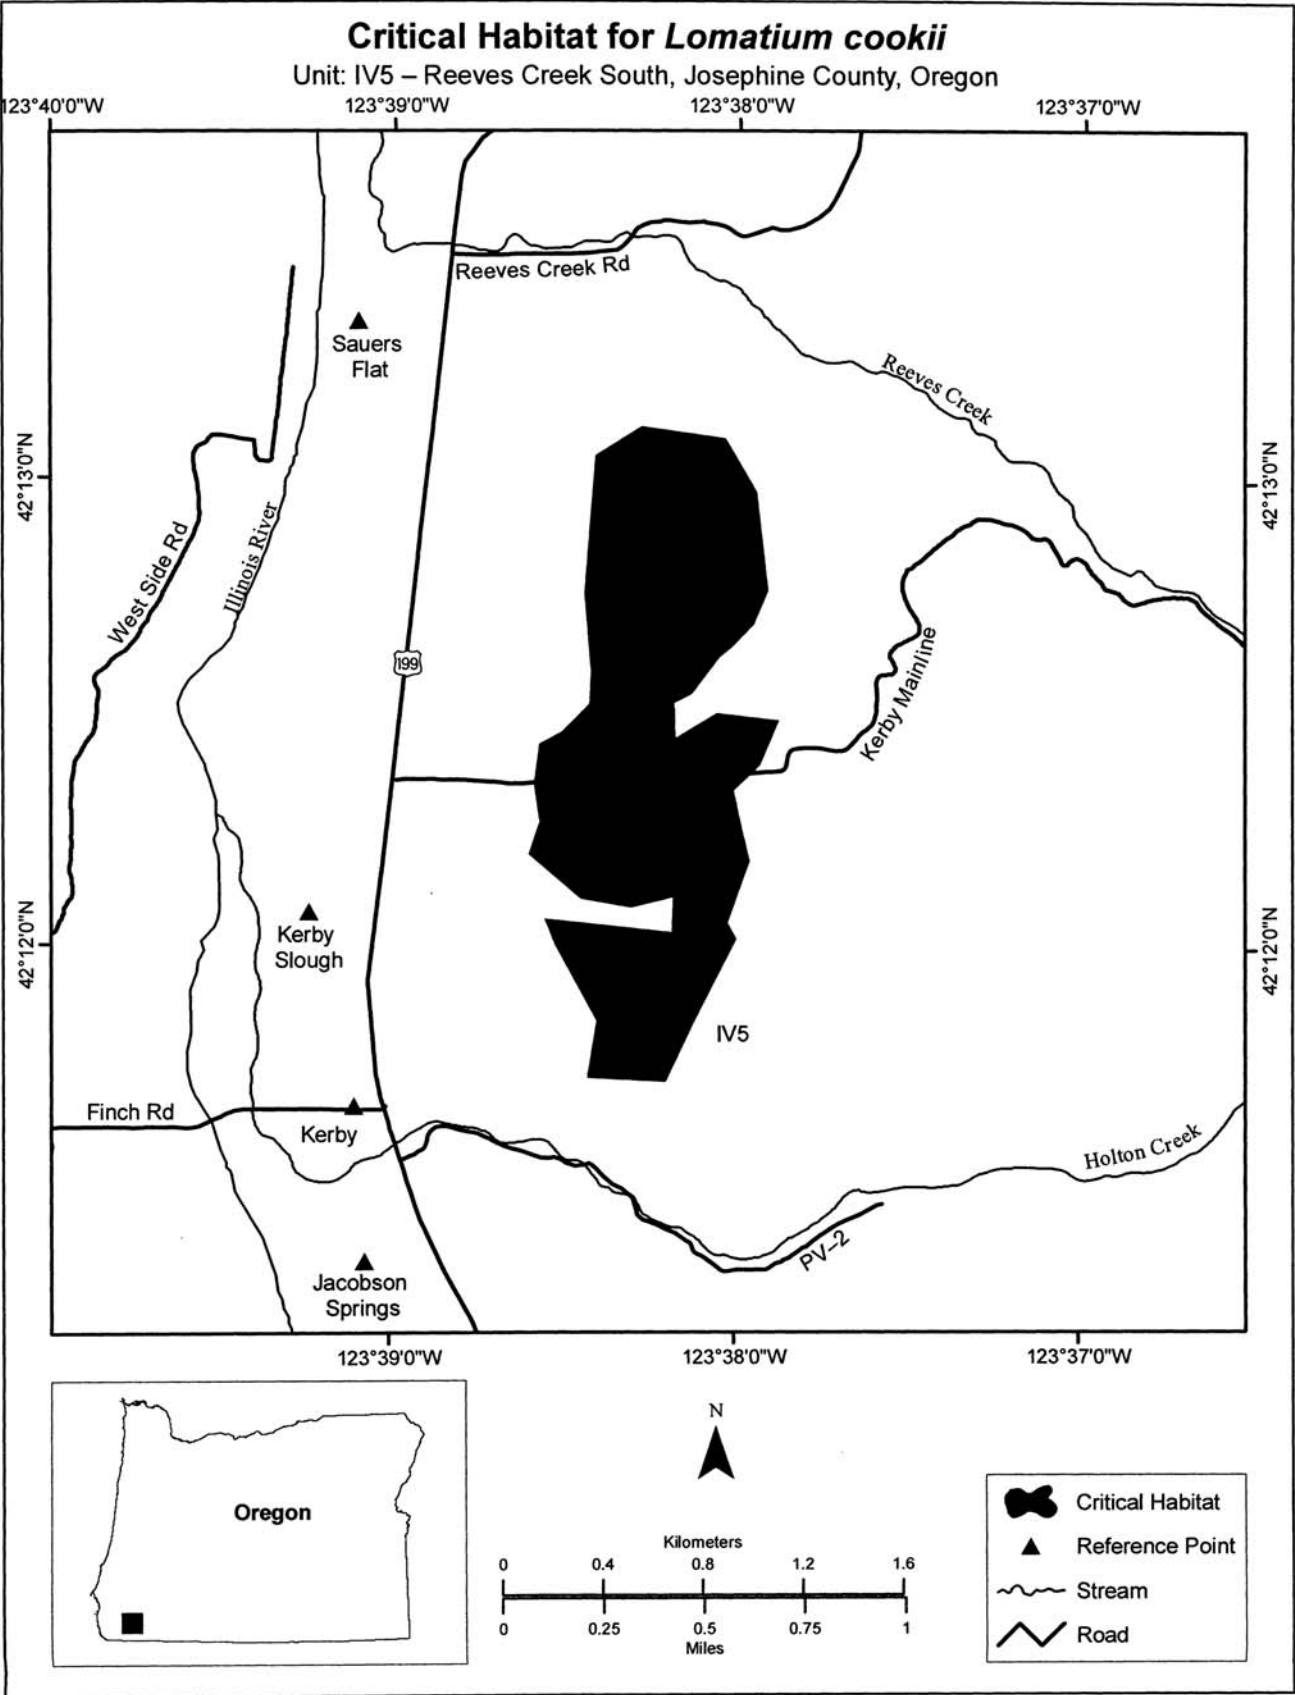 Critical Habitat for Lomatium cookii
Unit: IV5 – Reeves Creek South, Josephine County, Oregon
123°40'0"W 123°39'0"W 123°38'0"W 123°37'0"W
Reeves Creek Rd
Sauers
Flat
Reeves Creek
42°13'0"N
42°13'0"N
West Side Rd
Illinois River
199
Kerby Mainline
Kerby
Slough
42°12'0"N
42°12'0"N
IV5
Finch Rd
Kerby
Holton Creek
PV–2
Jacobson
Springs
123°39'0"W 123°38'0"W 123°37'0"W
Oregon
N
Kilometers
0 0.4 0.8 1.2 1.6
0 0.25 0.5 0.75 1
Miles
Critical Habitat
Reference Point
Stream
Road